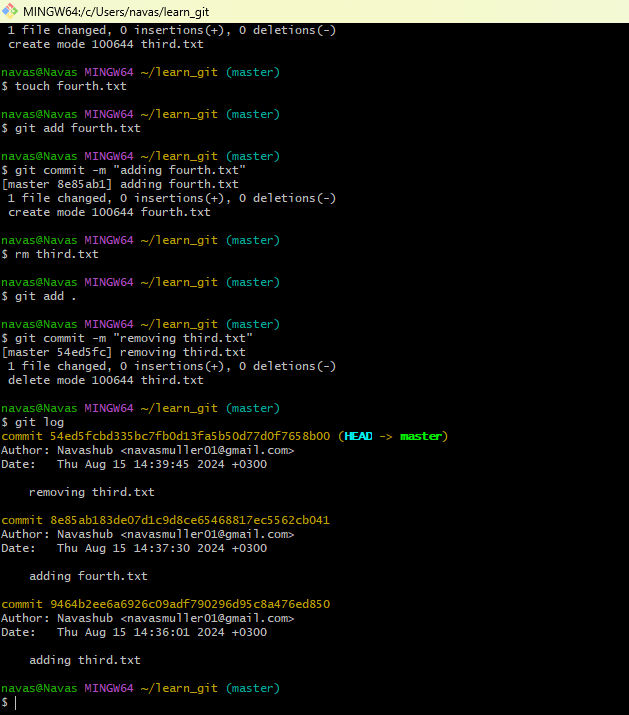 MINGW64:/c/Users/navas/learn_git
1 file changed, 0 insertions(+), 0 deletions(-)
create mode 100644 third.txt
navas@Navas MINGW64 ~/learn_git (master)
$ touch fourth.txt
navas@Navas MINGW64 ~/learn_git (master)
$ git add fourth.txt
navas@Navas MINGW64 ~/learn_git (master)
$ git commit -m "adding fourth.txt"
[master 8e85ab1] adding fourth.txt
1 file changed, 0 insertions(+), 0 deletions(-)
create mode 100644 fourth.txt
navas@Navas MINGW64 ~/learn_git (master)
$ rm third.txt
navas@Navas MINGW64 ~/learn_git (master)
$ git add .
navas@Navas MINGW64 ~/learn_git (master)
$ git commit -m "removing third.txt"
[master 54ed5fc] removing third.txt
1 file changed, 0 insertions(+), 0 deletions(-)
delete mode 100644 third.txt
navas@Navas MINGW64 ~/learn_git (master)
$ git log
commit 54ed5fcbd335bc7fb0d13fa5b50d77d0f7658b00 (HEAD -> master)
Author: Navashub <navasmuller01@gmail.com>
Date:   Thu Aug 15 14:39:45 2024 +0300
removing third.txt
commit 8e85ab183de07d1c9d8ce65468817ec5562cb041
Author: Navashub <navasmuller01@gmail.com>
Date:   Thu Aug 15 14:37:30 2024 +0300
adding fourth.txt
commit 9464b2ee6a6926c09adf790296d95c8a476ed850
Author: Navashub <navasmuller01@gmail.com>
Date:   Thu Aug 15 14:36:01 2024 +0300
adding third.txt
navas@Navas MINGW64 ~/learn_git (master)
$